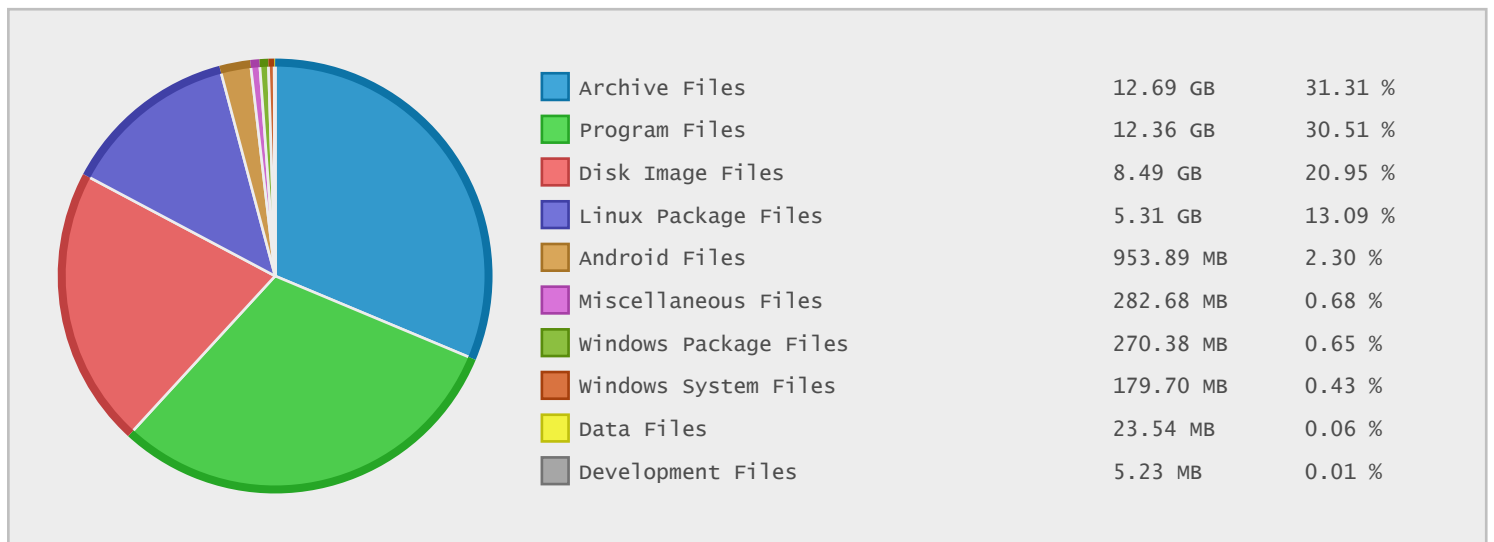 Archive Files 12.69 GB 31.31 %
Program Files 12.36 GB 30.51 %
Disk Image Files 8.49 GB 20.95 %
Linux Package Files 5.31 GB 13.09 %
Android Files 953.89 MB 2.30 %
Miscellaneous Files 282.68 MB 0.68 %
Windows Package Files 270.38 MB 0.65 %
Windows System Files 179.70 MB 0.43 %
Data Files 23.54 MB 0.06 %
Development Files 5.23 MB 0.01 %